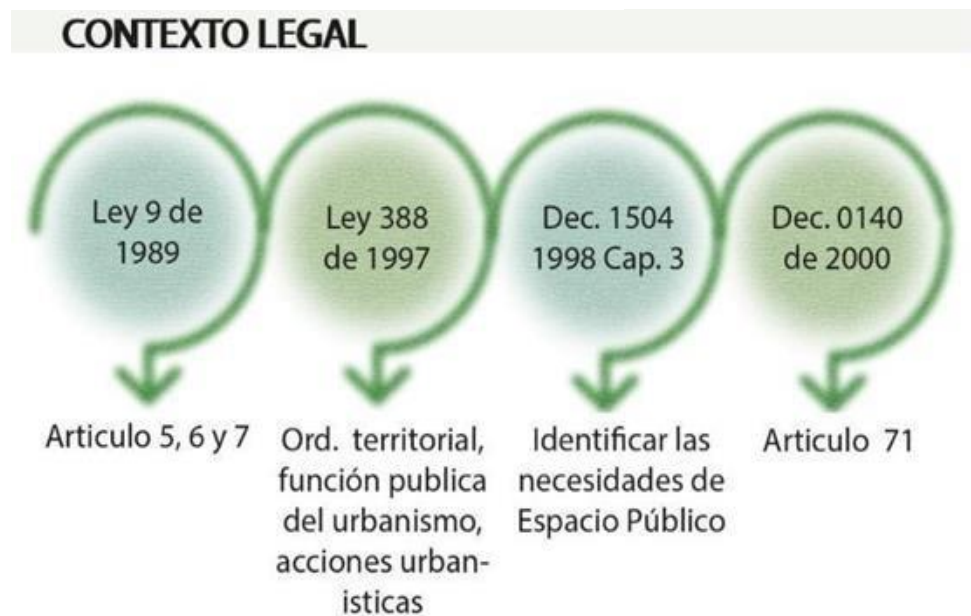 CONTEXTO LEGAL
Ley 9 de
1989
Ley 388
de 1997
Dec. 1504
1998 Cap. 3
Dec. 0140
de 2000
Articulo 5, 6 y 7
Ord. territorial,
función publica
del urbanismo,
acciones urban-
isticas
Identificar las
necesidades de
Espacio Público
Articulo 71